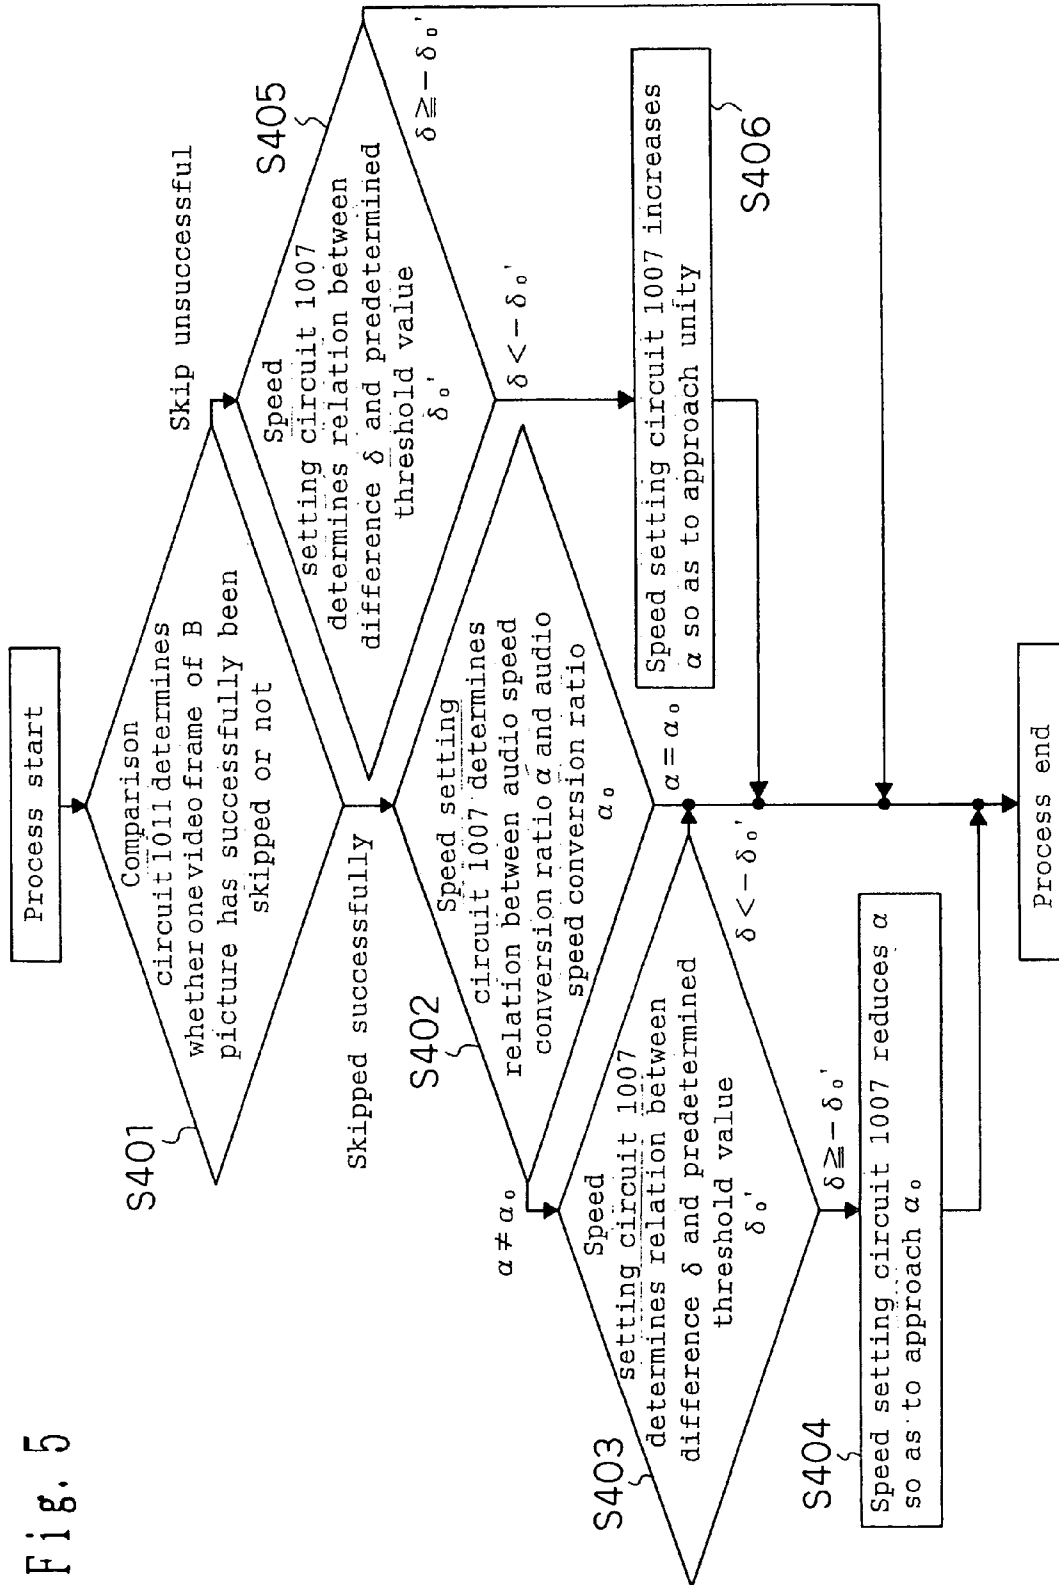 Fig. 5
Process start
S401
Comparison
circuit 1011 determines
whether one video frame of B
picture has successfully been
skipped or not
Skip unsuccessful
Skipped successfully
S405
Speed
setting circuit 1007
determines relation between
difference δ and predetermined
threshold value
δ₀'
δ≧-δ₀'
δ<-δ₀'
S402
Speed setting
circuit 1007 determines
relation between audio speed
conversion ratio α and audio
speed conversion ratio
α₀
α≠α₀
α=α₀
S406
Speed setting circuit 1007 increases
α so as to approach unity
S403
Speed
setting circuit 1007
determines relation between
difference δ and predetermined
threshold value
δ₀'
δ<-δ₀'
δ≧-δ₀'
S404
Speed setting circuit 1007 reduces α
so as to approach α₀
Process end